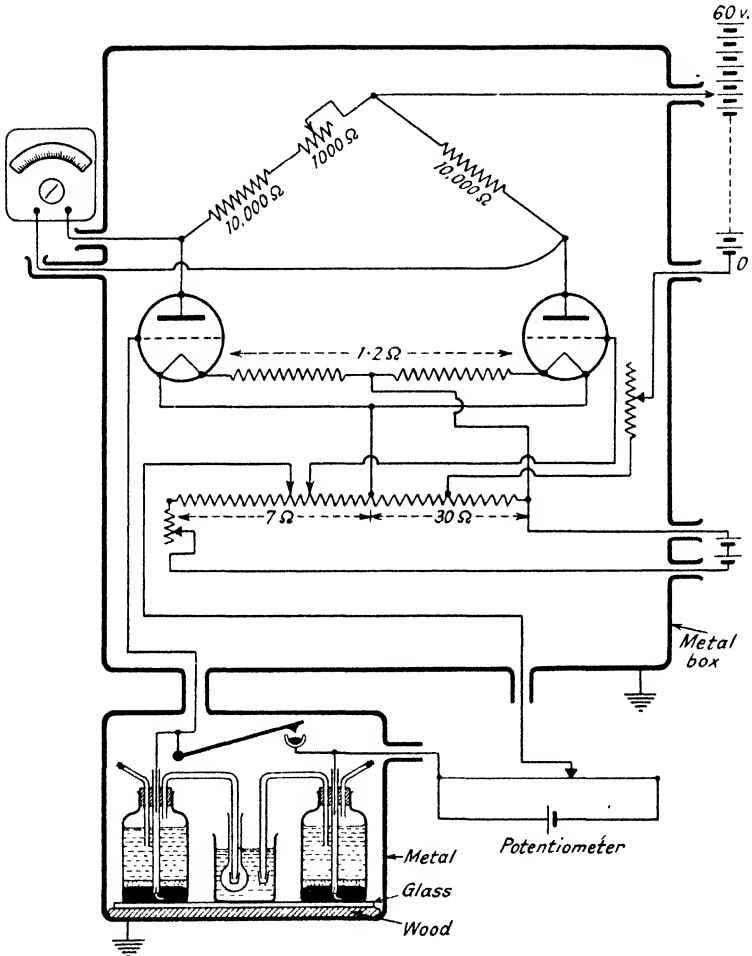 60 v.
1000 Ω
10,000 Ω
10,000 Ω
0
1·2 Ω
7 Ω
30 Ω
Metal
box
Potentiometer
Metal
Glass
Wood